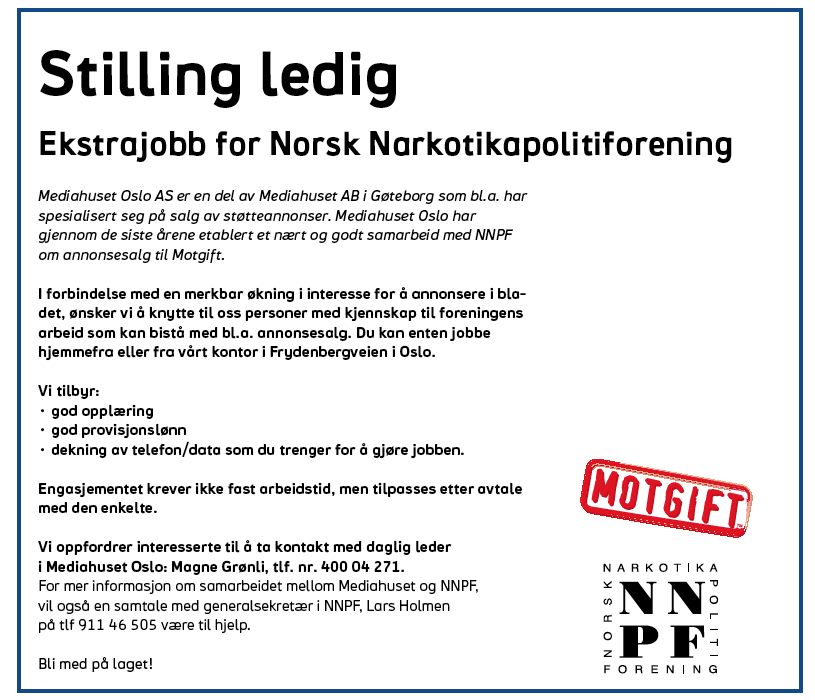 Stilling ledig
Ekstrajobb for Norsk Narkotikapolitiforening
Mediahuset Oslo AS er en del av Mediahuset AB i Gøteborg som bl.a. har
spesialisert seg på salg av støtteannonser. Mediahuset Oslo har
gjennom de siste årene etablert et nært og godt samarbeid med NNPF
om annonsesalg til Motgift.
I forbindelse med en merkbar økning i interesse for å annonsere i bla-
det, ønsker vi å knytte til oss personer med kjennskap til foreningens
arbeid som kan bistå med bl.a. annonsesalg. Du kan enten jobbe
hjemmefra eller fra vårt kontor i Frydenbergveien i Oslo.
Vi tilbyr:
• god opplæring
• god provisjonslønn
• dekning av telefon/data som du trenger for å gjøre jobben.
Engasjementet krever ikke fast arbeidstid, men tilpasses etter avtale
med den enkelte.
Vi oppfordrer interesserte til å ta kontakt med daglig leder
i Mediahuset Oslo: Magne Grønli, tlf. nr. 400 04 271.
For mer informasjon om samarbeidet mellom Mediahuset og NNPF,
vil også en samtale med generalsekretær i NNPF, Lars Holmen
på tlf 911 46 505 være til hjelp.
Bli med på laget!
MOTGIFT™
NORSK
NARKOTIKA
POLITI
FORENING
NN
PF